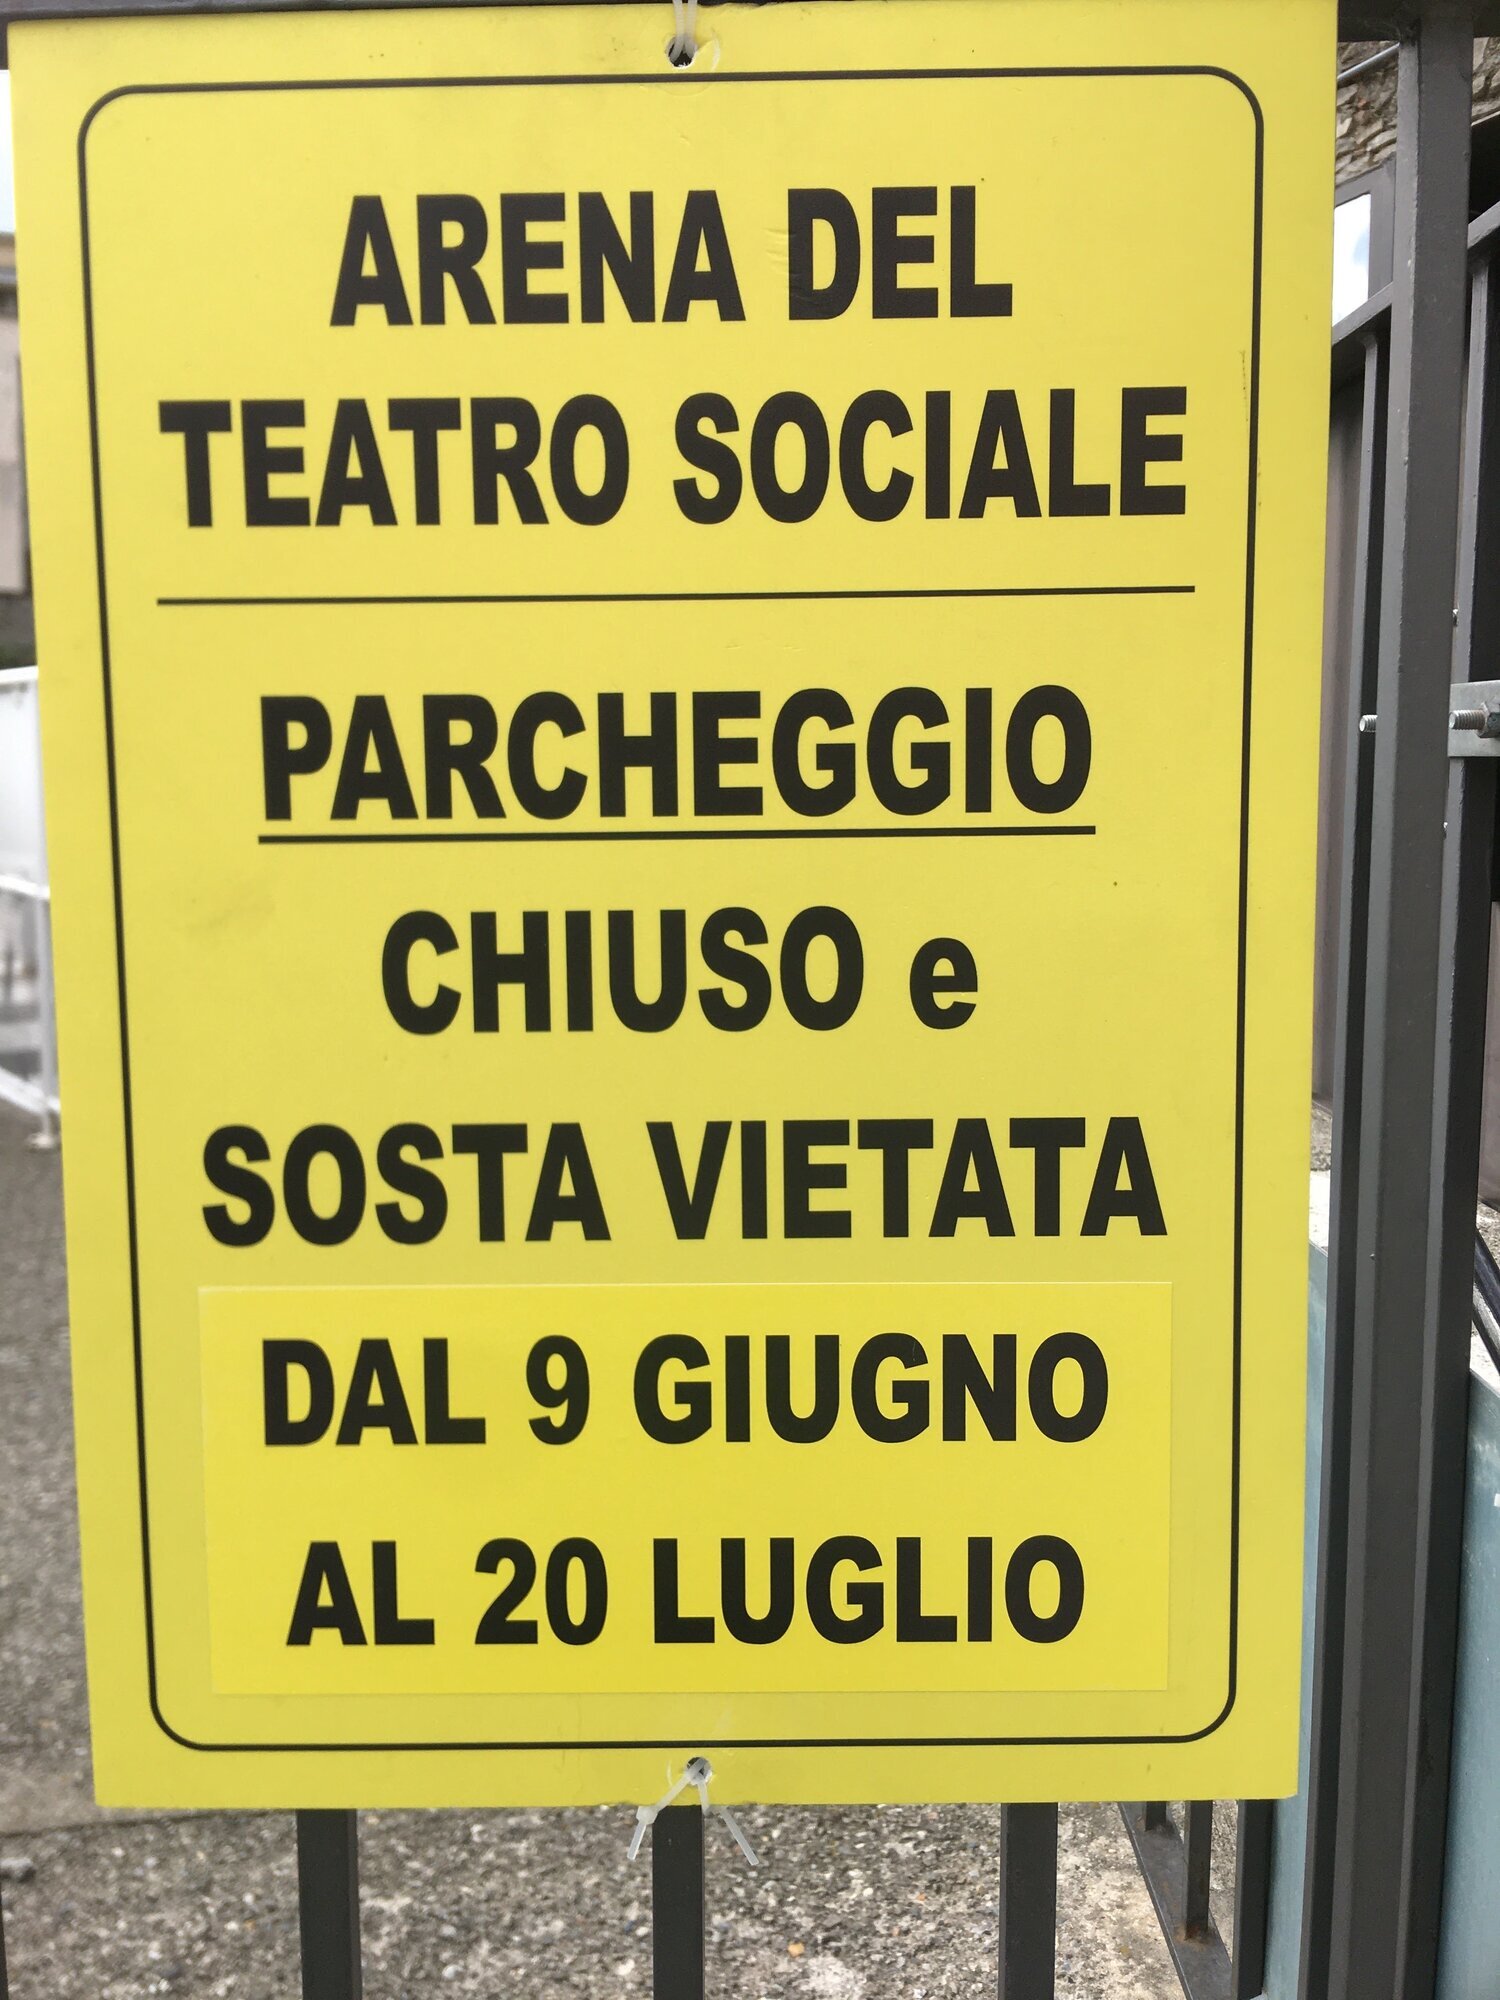 ARENA DEL
TEATRO SOCIALE
PARCHEGGIO
CHIUSO e
SOSTA VIETATA
DAL 9 GIUGNO
AL 20 LUGLIO